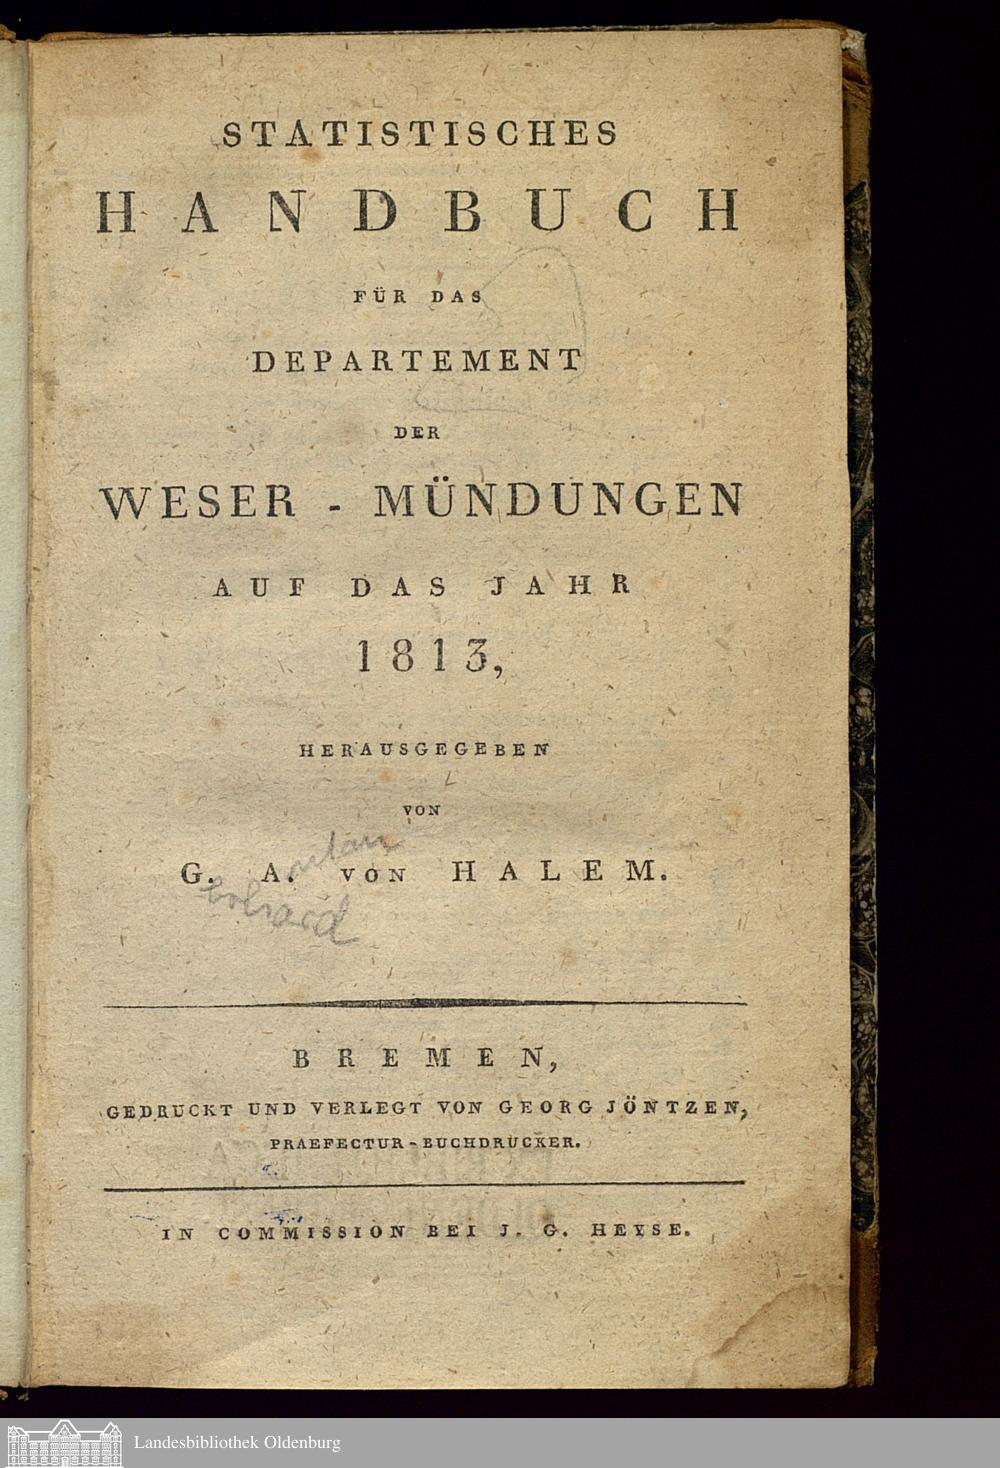 STATISTISCHES
HANDBUCH
FÜR DAS
DEPARTEMENT
DER
WESER - MÜNDUNGEN
AUF DAS JAHR
1813,
HERAUSGEGEBEN
VON
G. A. VON HALEM.
BREMEN,
GEDRUCKT UND VERLEGT VON GEORG JÖNTZEN,
PRAEFECTUR-BUCHDRUCKER.
IN COMMISSION BEI J. G. HEYSE.
Landesbibliothek Oldenburg